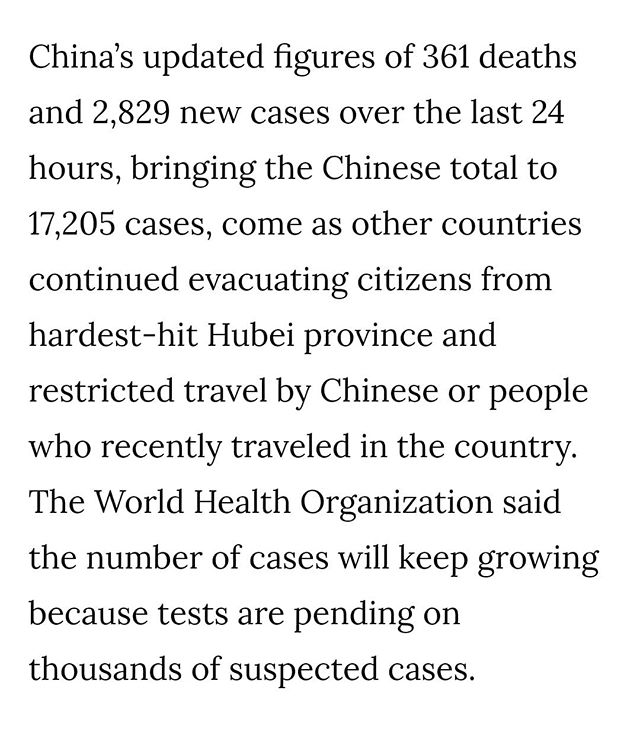 China’s updated figures of 361 deaths
and 2,829 new cases over the last 24
hours, bringing the Chinese total to
17,205 cases, come as other countries
continued evacuating citizens from
hardest-hit Hubei province and
restricted travel by Chinese or people
who recently traveled in the country.
The World Health Organization said
the number of cases will keep growing
because tests are pending on
thousands of suspected cases.